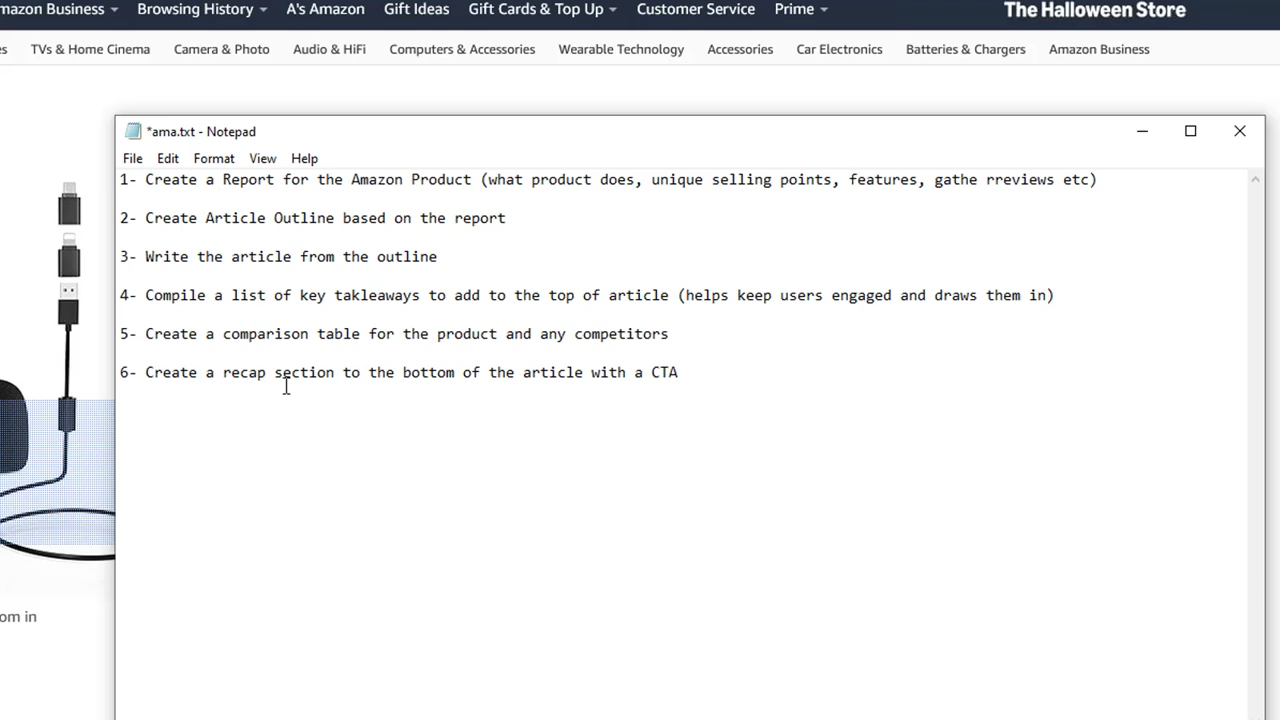 mazon Business Browsing History A's Amazon Gift Ideas Gift Cards & Top Up Customer Service Prime The Halloween Store
es TVs & Home Cinema Camera & Photo Audio & HiFi Computers & Accessories Wearable Technology Accessories Car Electronics Batteries & Chargers Amazon Business
*ama.txt - Notepad
File Edit Format View Help
1- Create a Report for the Amazon Product (what product does, unique selling points, features, gathe rreviews etc)
2- Create Article Outline based on the report
3- Write the article from the outline
4- Compile a list of key takleaways to add to the top of article (helps keep users engaged and draws them in)
5- Create a comparison table for the product and any competitors
6- Create a recap section to the bottom of the article with a CTA
om in